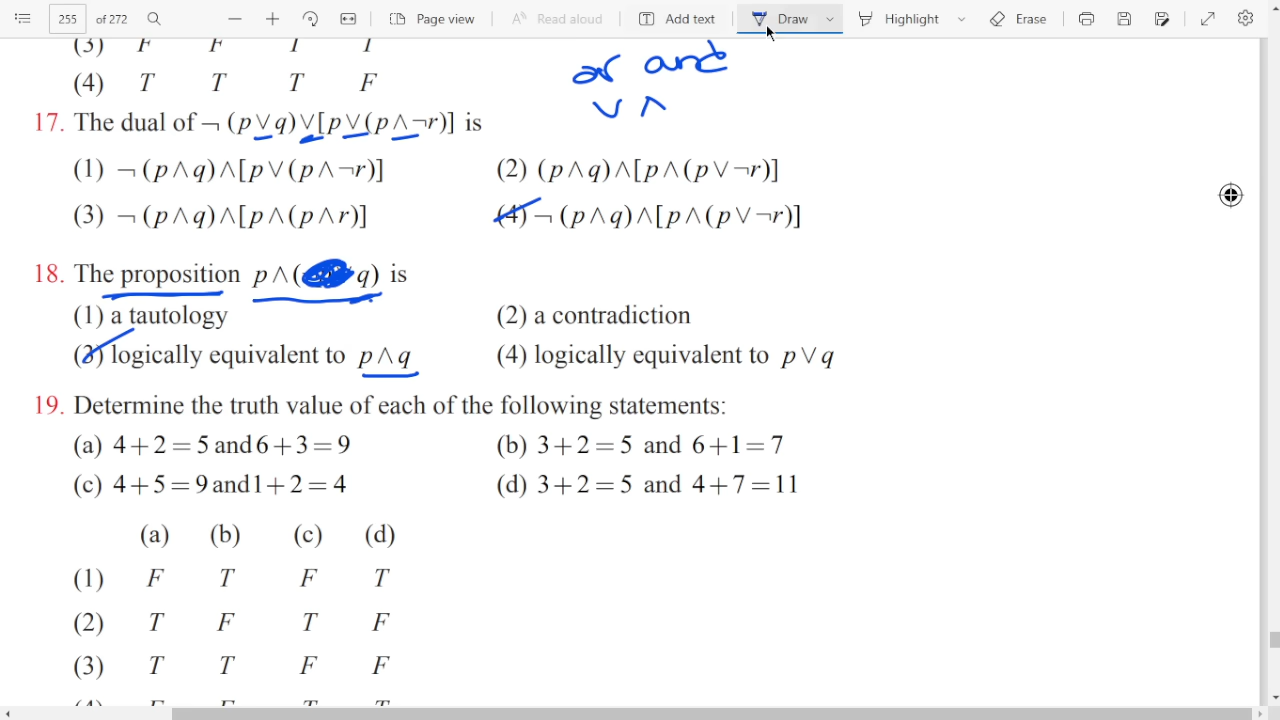 255 of 272 Page view Read aloud Add text Draw Highlight Erase
(3) F F T T
(4) T T T F
or and
∨ ∧
17. The dual of ¬ (p ∨ q) ∨ [p ∨ (p ∧ ¬r)] is
(1) ¬ (p ∧ q) ∧ [p ∨ (p ∧ ¬r)] (2) (p ∧ q) ∧ [p ∧ (p ∨ ¬r)]
(3) ¬ (p ∧ q) ∧ [p ∧ (p ∧ r)] (4) ¬ (p ∧ q) ∧ [p ∧ (p ∨ ¬r)]
18. The proposition p ∧ ( q) is
(1) a tautology (2) a contradiction
(3) logically equivalent to p ∧ q (4) logically equivalent to p ∨ q
19. Determine the truth value of each of the following statements:
(a) 4 + 2 = 5 and 6 + 3 = 9 (b) 3 + 2 = 5 and 6 + 1 = 7
(c) 4 + 5 = 9 and 1 + 2 = 4 (d) 3 + 2 = 5 and 4 + 7 = 11
(a) (b) (c) (d)
(1) F T F T
(2) T F T F
(3) T T F F